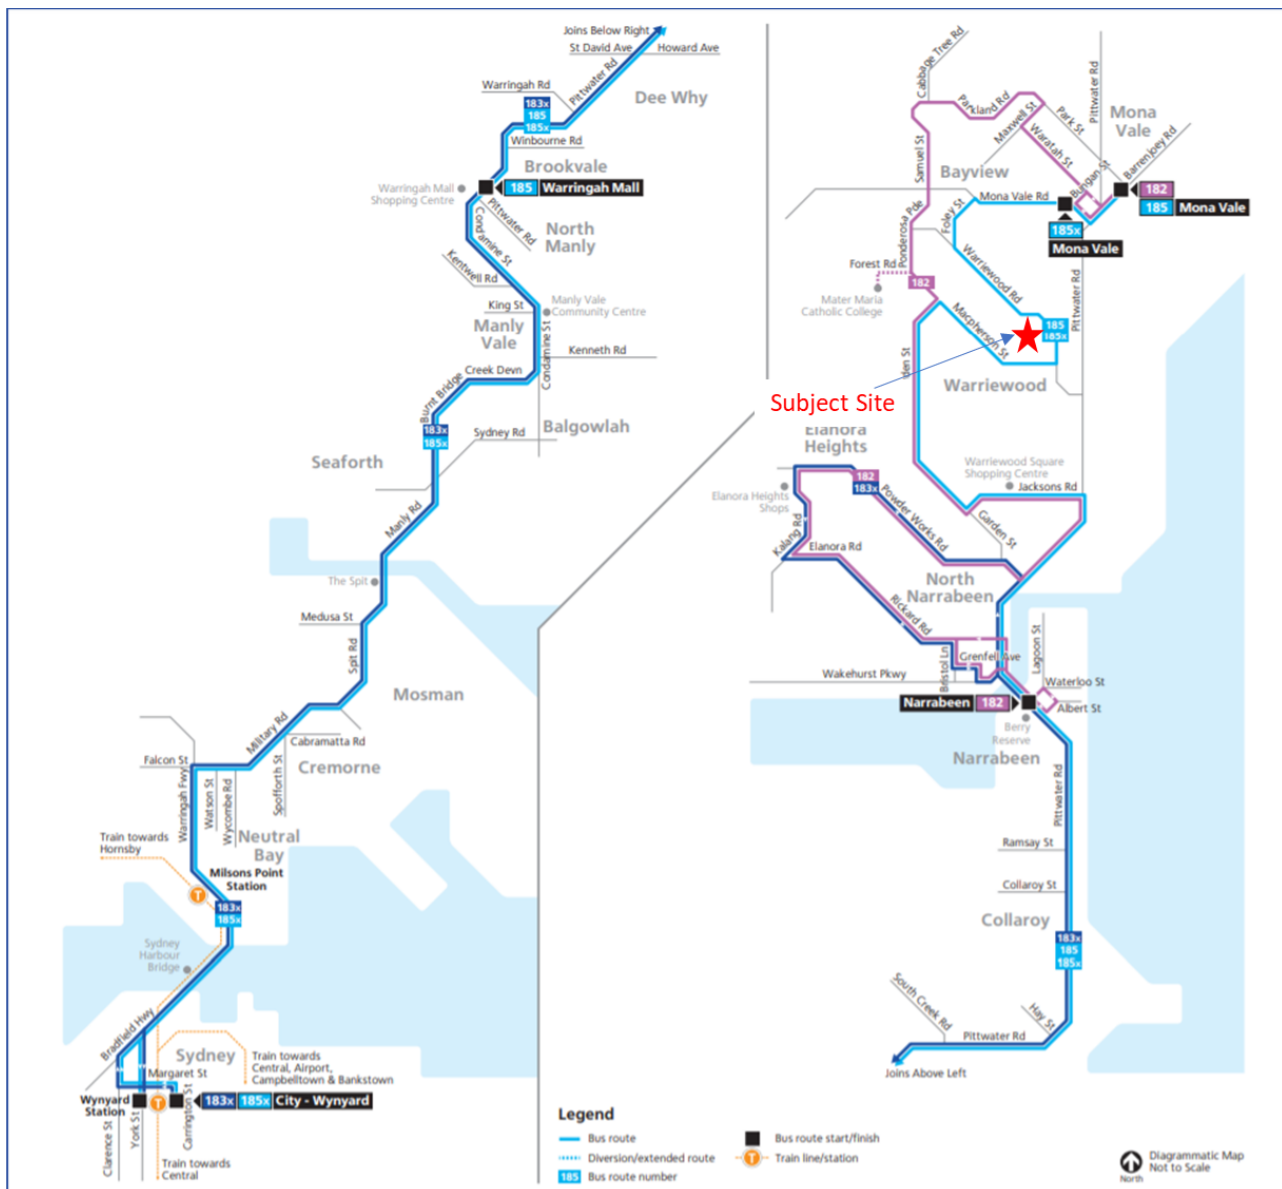 Joins Below Right
St David Ave
Howard Ave
Pittwater Rd
Warringah Rd
Dee Why
183x
185
185x
Winbourne Rd
Brookvale
Warringah Mall
Shopping Centre
185 Warringah Mall
Pittwater Rd
Condamine St
North
Manly
Kentwell Rd
King St
Manly Vale
Community Centre
Manly
Vale
Condamine St
Kenneth Rd
Creek Devn
Burnt Bridge
183x
185x
Sydney Rd
Balgowlah
Seaforth
Manly Rd
The Spit
Medusa St
Spit Rd
Mosman
Military Rd
Cabramatta Rd
Falcon St
Cremorne
Warringah Fwy
Watson St
Wycombe Rd
Spofforth St
Neutral
Bay
Train towards
Hornsby
Milsons Point
Station
T
183x
185x
Sydney
Harbour
Bridge
Bradfield Hwy
Sydney
Margaret St
Train towards
Central, Airport,
Campbelltown & Bankstown
Wynyard
Station
T
183x 185x City - Wynyard
Clarence St
York St
Carrington St
Train towards
Central
Cabbage Tree Rd
Parkland Rd
Maxwell St
Park St
Pittwater Rd
Mona
Vale
Waratah St
Barrenjoey Rd
Samuel St
Bayview
Bungan St
182
185 Mona Vale
Mona Vale Rd
185x
Mona Vale
Foley St
Ponderosa Pde
Forest Rd
182
Mater Maria
Catholic College
Warriewood Rd
Pittwater Rd
185
185x
Macpherson St
den St
Warriewood
Subject Site
Elanora
Heights
Warriewood Square
Shopping Centre
Jacksons Rd
182
183x
Elanora Heights
Shops
Powder Works Rd
Garden St
Kalang Rd
Elanora Rd
North
Narrabeen
Rickard Rd
Lagoon St
Bristol Ln
Grenfell Ave
Wakehurst Pkwy
Waterloo St
Albert St
Narrabeen 182
Berry
Reserve
Narrabeen
Pittwater Rd
Ramsay St
Collaroy St
Collaroy
183x
185
185x
South Creek Rd
Hay St
Pittwater Rd
Joins Above Left
Legend
Bus route
Diversion/extended route
185 Bus route number
Bus route start/finish
T Train line/station
North
Diagrammatic Map
Not to Scale